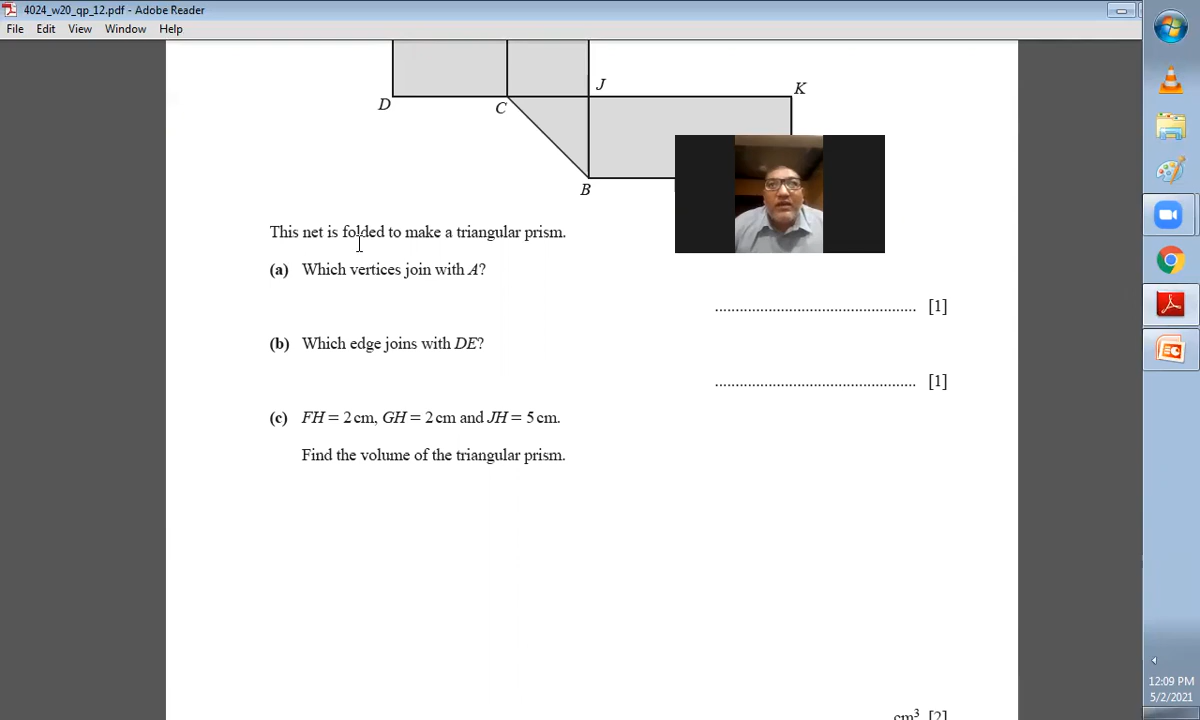 4024_w20_qp_12.pdf - Adobe Reader
File Edit View Window Help
J
K
D
C
B
This net is folded to make a triangular prism.
(a) Which vertices join with A?
................................................ [1]
(b) Which edge joins with DE?
................................................ [1]
(c) FH = 2 cm, GH = 2 cm and JH = 5 cm.
Find the volume of the triangular prism.
cm³ [2]
12:09 PM
5/2/2021